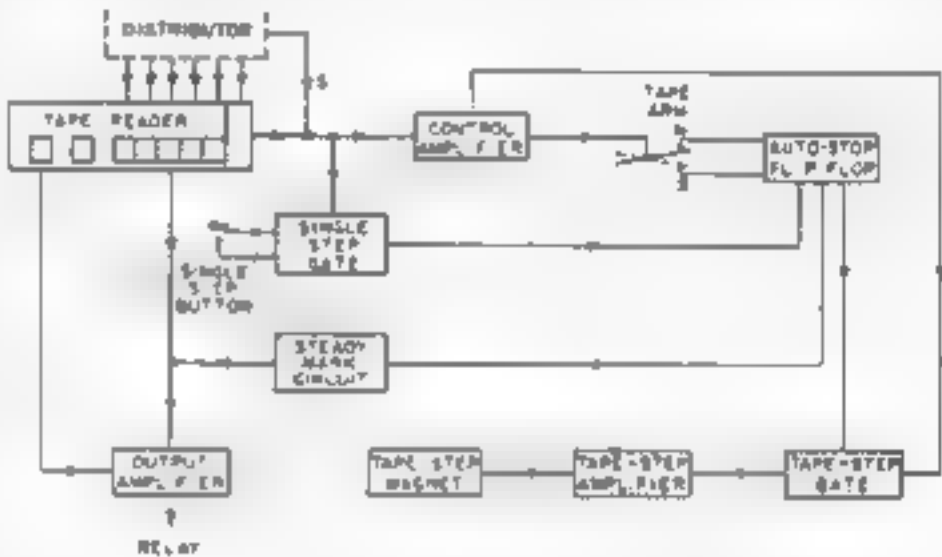 DISTRIBUTOR
S
TAPE READER
CONTROL
AMPLIFIER
TAPE
ARM
AUTO-STOP
FLIP FLOP
SINGLE
STEP
GATE
SINGLE
STEP
BUTTON
STEADY
MARK
CIRCUIT
OUTPUT
AMPLIFIER
TAPE STEP
MAGNET
TAPE-STEP
AMPLIFIER
TAPE-STEP
GATE
RELAY